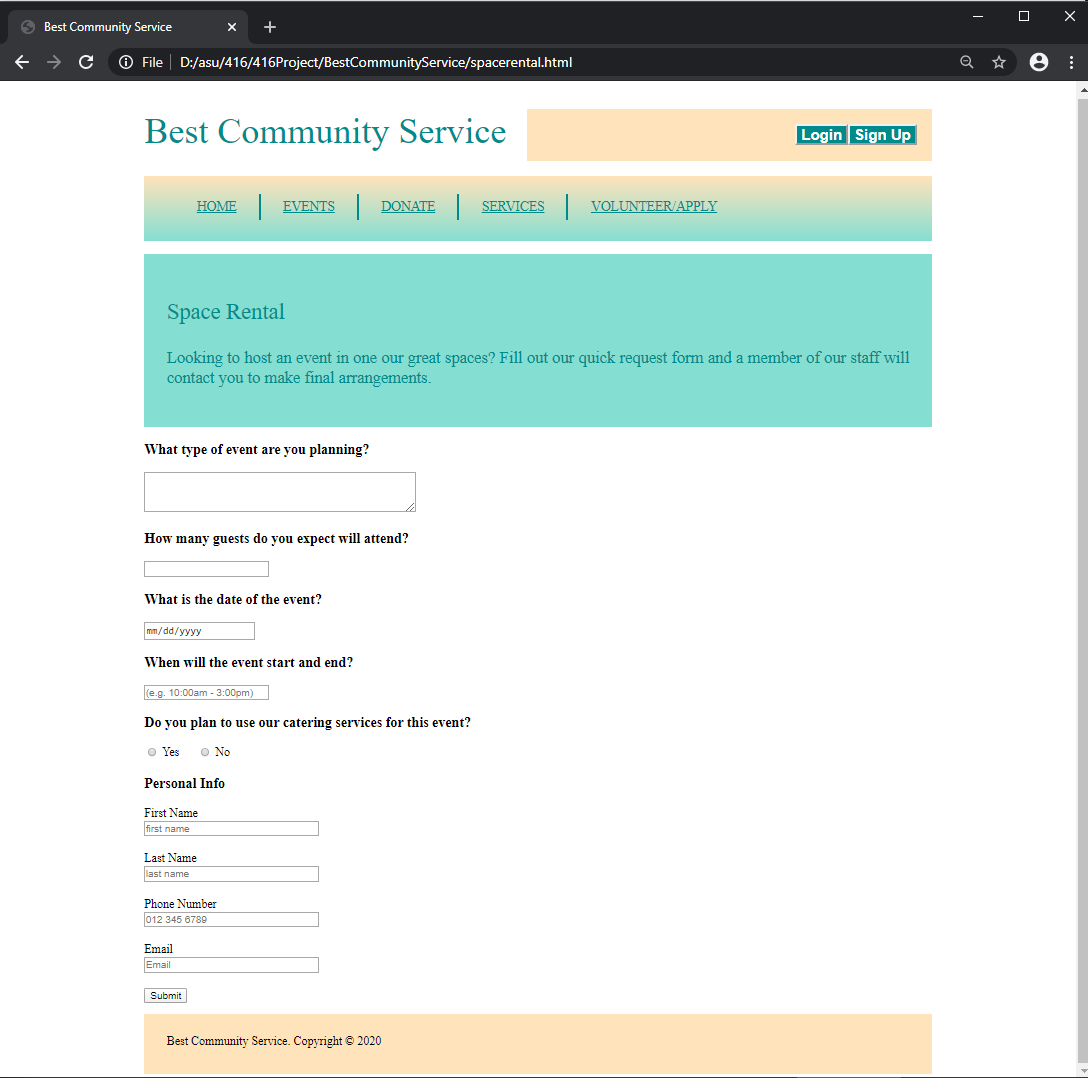 Best Community Service
File
D:/asu/416/416Project/BestCommunityService/spacerental.html
Best Community Service
Login Sign Up
HOME EVENTS DONATE SERVICES VOLUNTEER/APPLY
Space Rental
Looking to host an event in one our great spaces? Fill out our quick request form and a member of our staff will
contact you to make final arrangements.
What type of event are you planning?
How many guests do you expect will attend?
What is the date of the event?
mm/dd/yyyy
When will the event start and end?
(e.g. 10:00am - 3:00pm)
Do you plan to use our catering services for this event?
Yes No
Personal Info
First Name
first name
Last Name
last name
Phone Number
012 345 6789
Email
Email
Submit
Best Community Service. Copyright © 2020